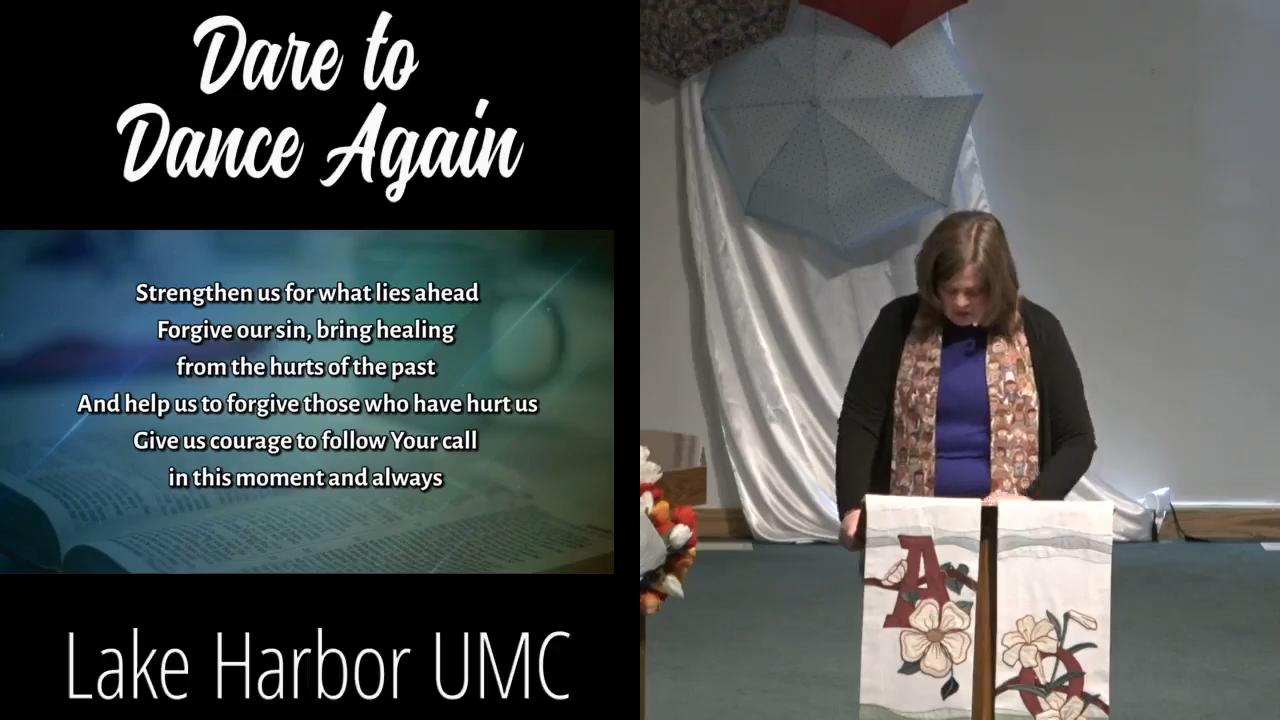 Dare to
Dance Again
Strengthen us for what lies ahead
Forgive our sin, bring healing
from the hurts of the past
And help us to forgive those who have hurt us
Give us courage to follow Your call
in this moment and always
Lake Harbor UMC
A